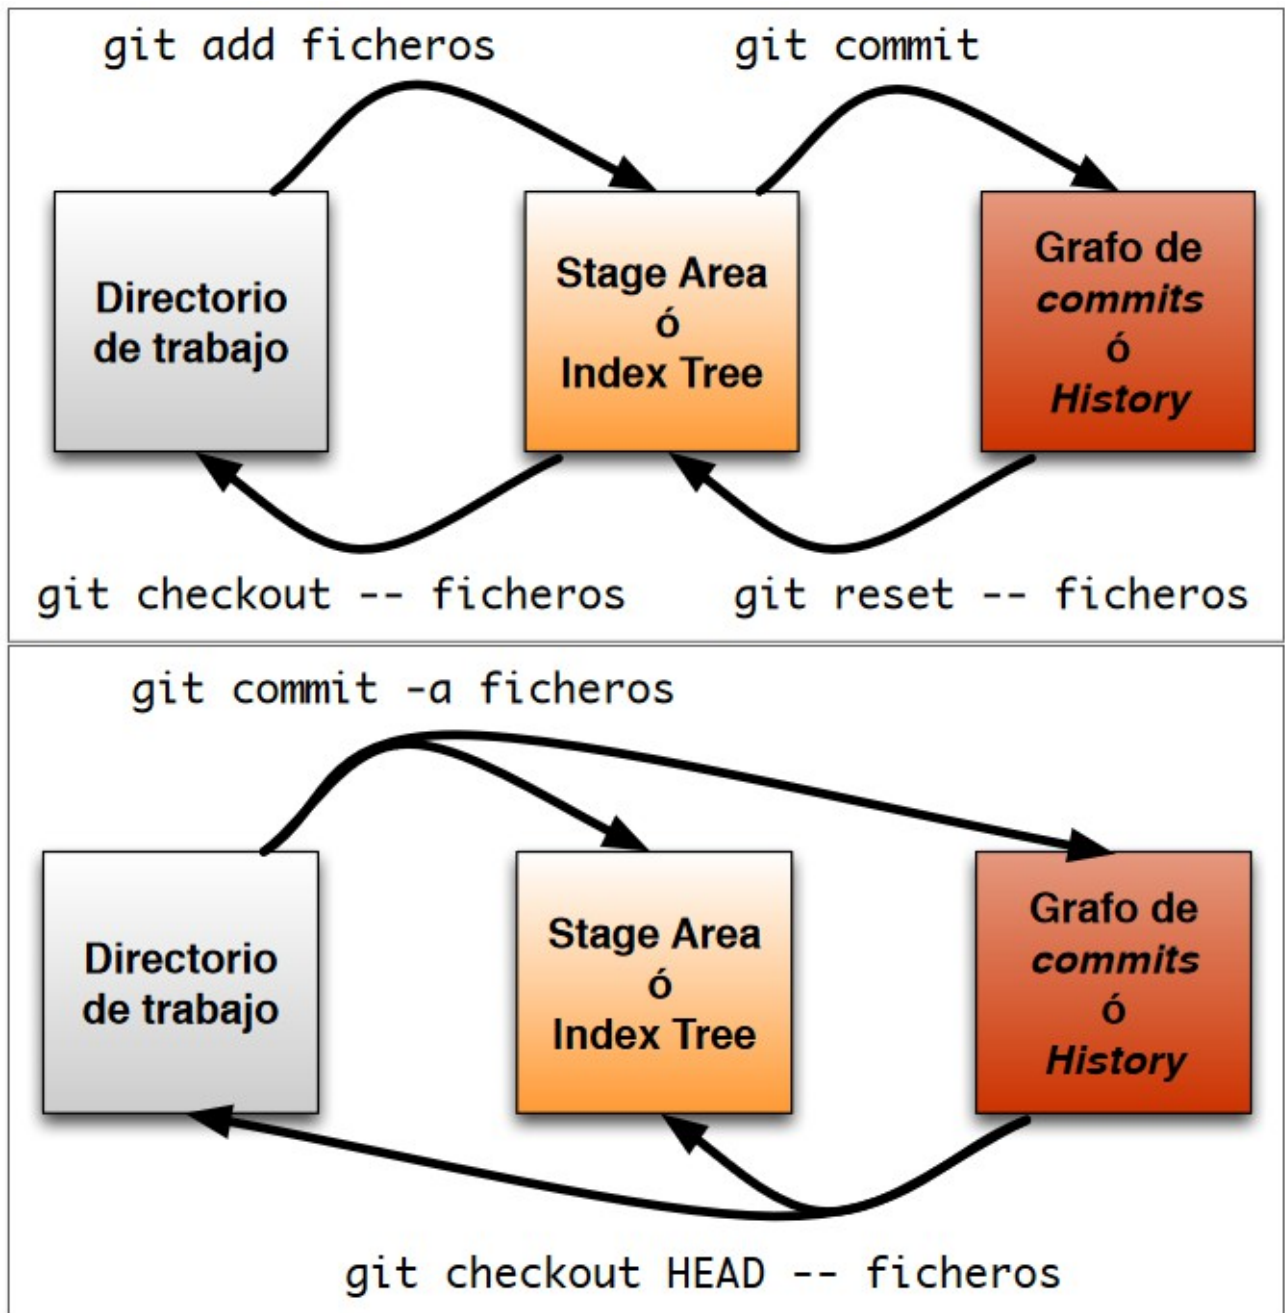 git add ficheros
git commit
Directorio
de trabajo
Stage Area
ó
Index Tree
Grafo de
commits
ó
History
git checkout -- ficheros
git reset -- ficheros
git commit -a ficheros
Directorio
de trabajo
Stage Area
ó
Index Tree
Grafo de
commits
ó
History
git checkout HEAD -- ficheros